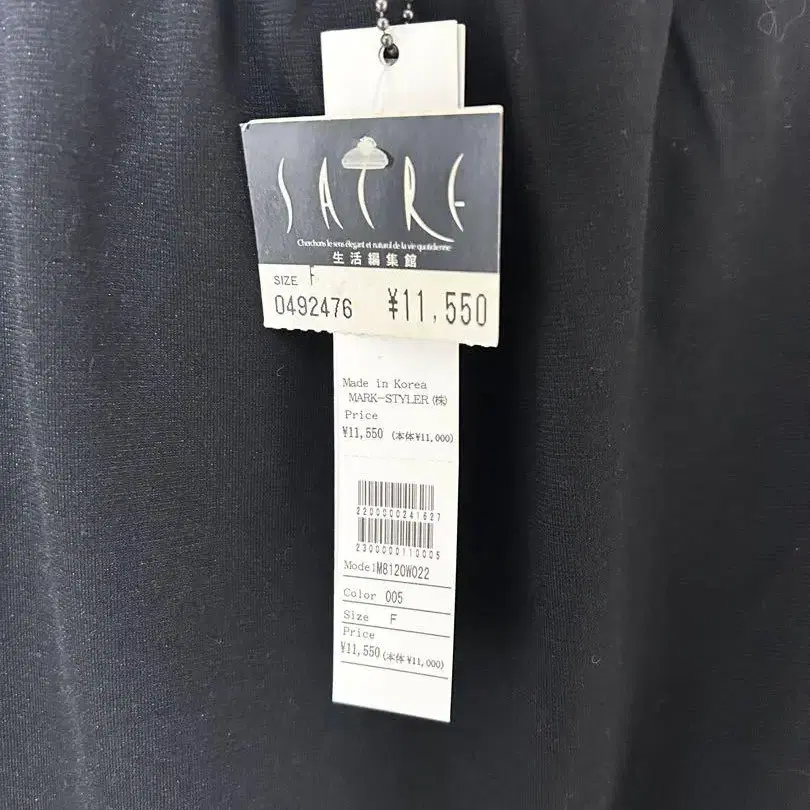 SATRE
Cherchons le sens élegant et naturel de la vie quotidienne
生活編集館
SIZE F
0492476 ¥11,550
Made in Korea
MARK-STYLER(株)
Price
¥11,550 (本体¥11,000)
2200000241627
2300000110005
Model M8120W022
Color 005
Size F
Price
¥11,550 (本体¥11,000)